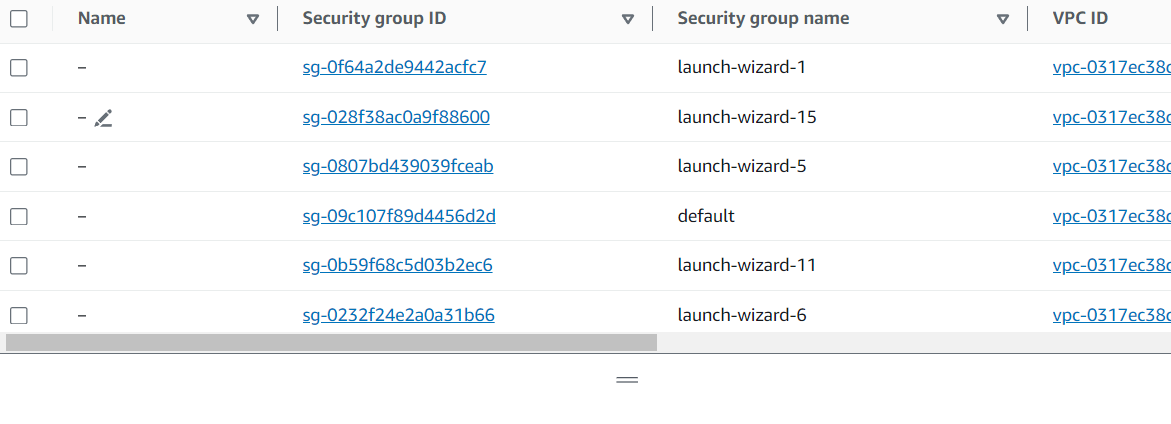 Name Security group ID Security group name VPC ID
– sg-0f64a2de9442acfc7 launch-wizard-1 vpc-0317ec38c
– sg-028f38ac0a9f88600 launch-wizard-15 vpc-0317ec38c
– sg-0807bd439039fceab launch-wizard-5 vpc-0317ec38c
– sg-09c107f89d4456d2d default vpc-0317ec38c
– sg-0b59f68c5d03b2ec6 launch-wizard-11 vpc-0317ec38c
– sg-0232f24e2a0a31b66 launch-wizard-6 vpc-0317ec38c